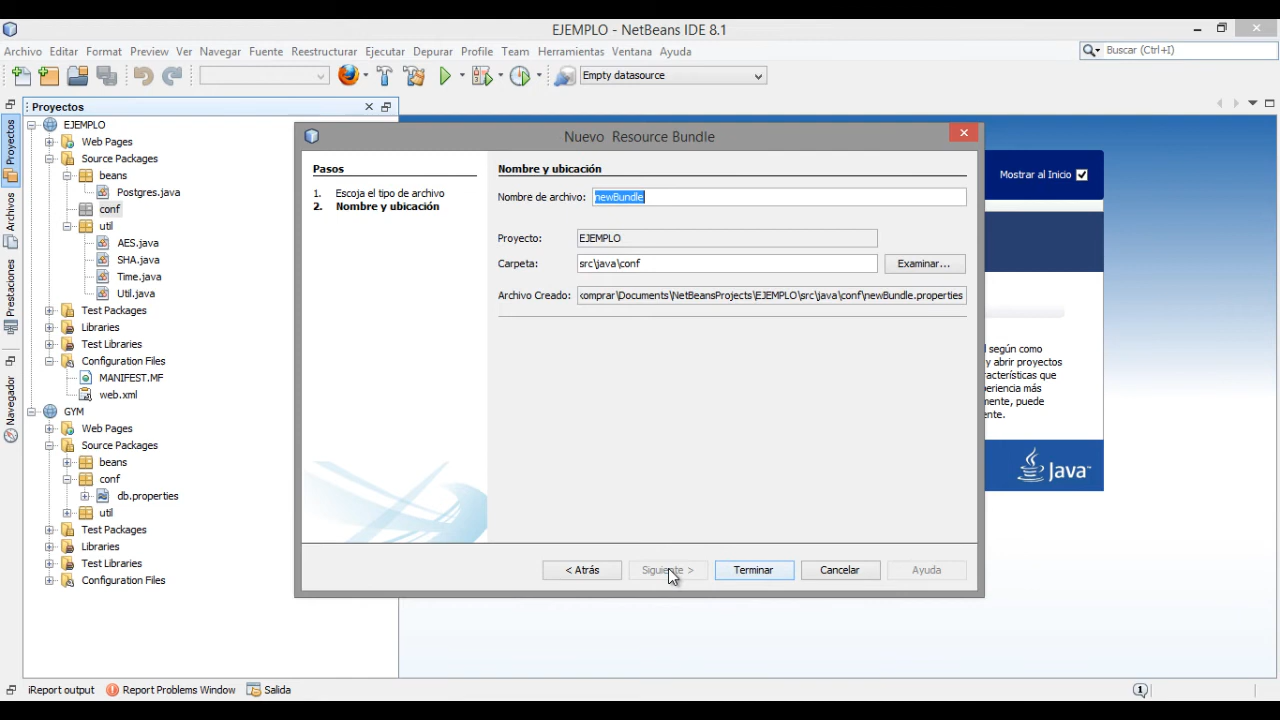 EJEMPLO - NetBeans IDE 8.1
Archivo Editar Format Preview Ver Navegar Fuente Reestructurar Ejecutar Depurar Profile Team Herramientas Ventana Ayuda
Buscar (Ctrl+I)
Empty datasource
Proyectos
Proyectos
Archivos
Prestaciones
Navegador
EJEMPLO
Web Pages
Source Packages
beans
Postgres.java
conf
util
AES.java
SHA.java
Time.java
Util.java
Test Packages
Libraries
Test Libraries
Configuration Files
MANIFEST.MF
web.xml
GYM
Web Pages
Source Packages
beans
conf
db.properties
util
Test Packages
Libraries
Test Libraries
Configuration Files
Nuevo Resource Bundle
Pasos
1. Escoja el tipo de archivo
2. Nombre y ubicación
Nombre y ubicación
Nombre de archivo: newBundle
Proyecto: EJEMPLO
Carpeta: src\java\conf
Examinar...
Archivo Creado: komprar\Documents\NetBeansProjects\EJEMPLO\src\java\conf\newBundle.properties
< Atrás
Siguiente >
Terminar
Cancelar
Ayuda
Mostrar al Inicio
l según como
y abrir proyectos
racterísticas que
periencia más
mente, puede
ente.
Java™
iReport output
Report Problems Window
Salida
1